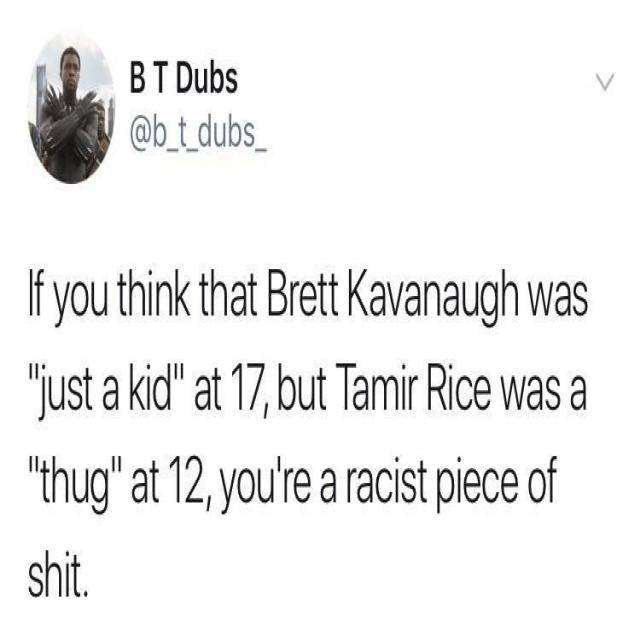 B T Dubs
@b_t_dubs_
If you think that Brett Kavanaugh was
"just a kid" at 17, but Tamir Rice was a
"thug" at 12, you're a racist piece of
shit.